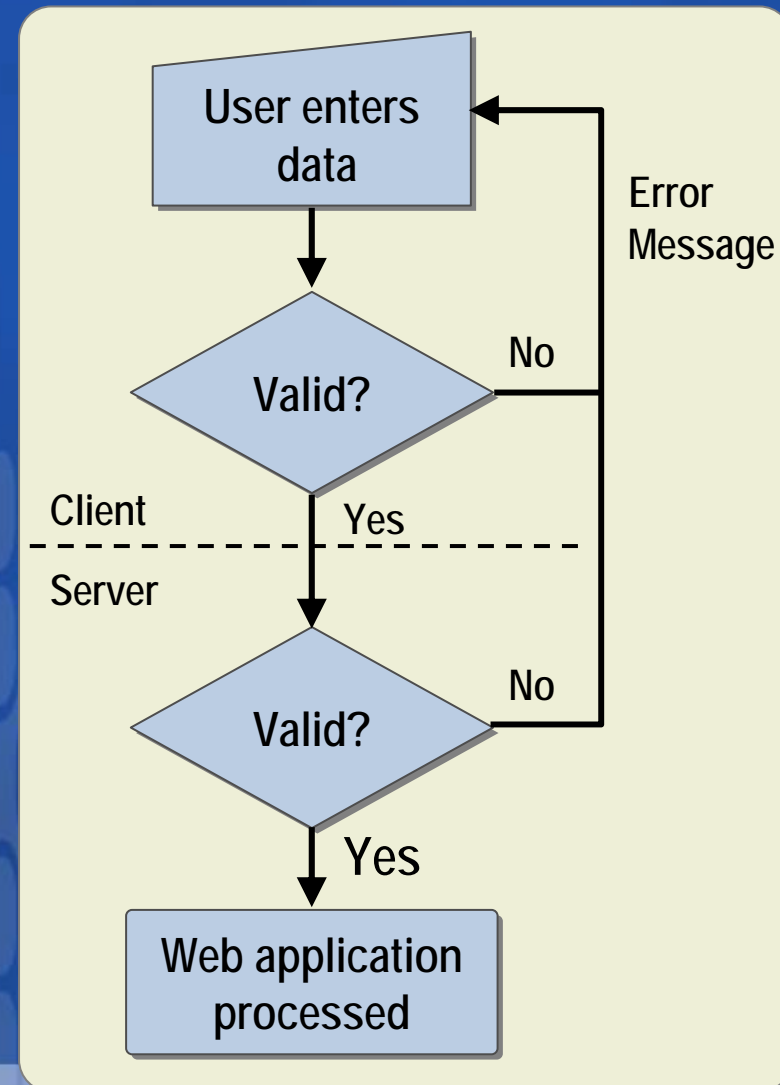 User enters
data
Error
Message
No
Valid?
Client
Yes
Server
No
Valid?
Yes
Web application
processed